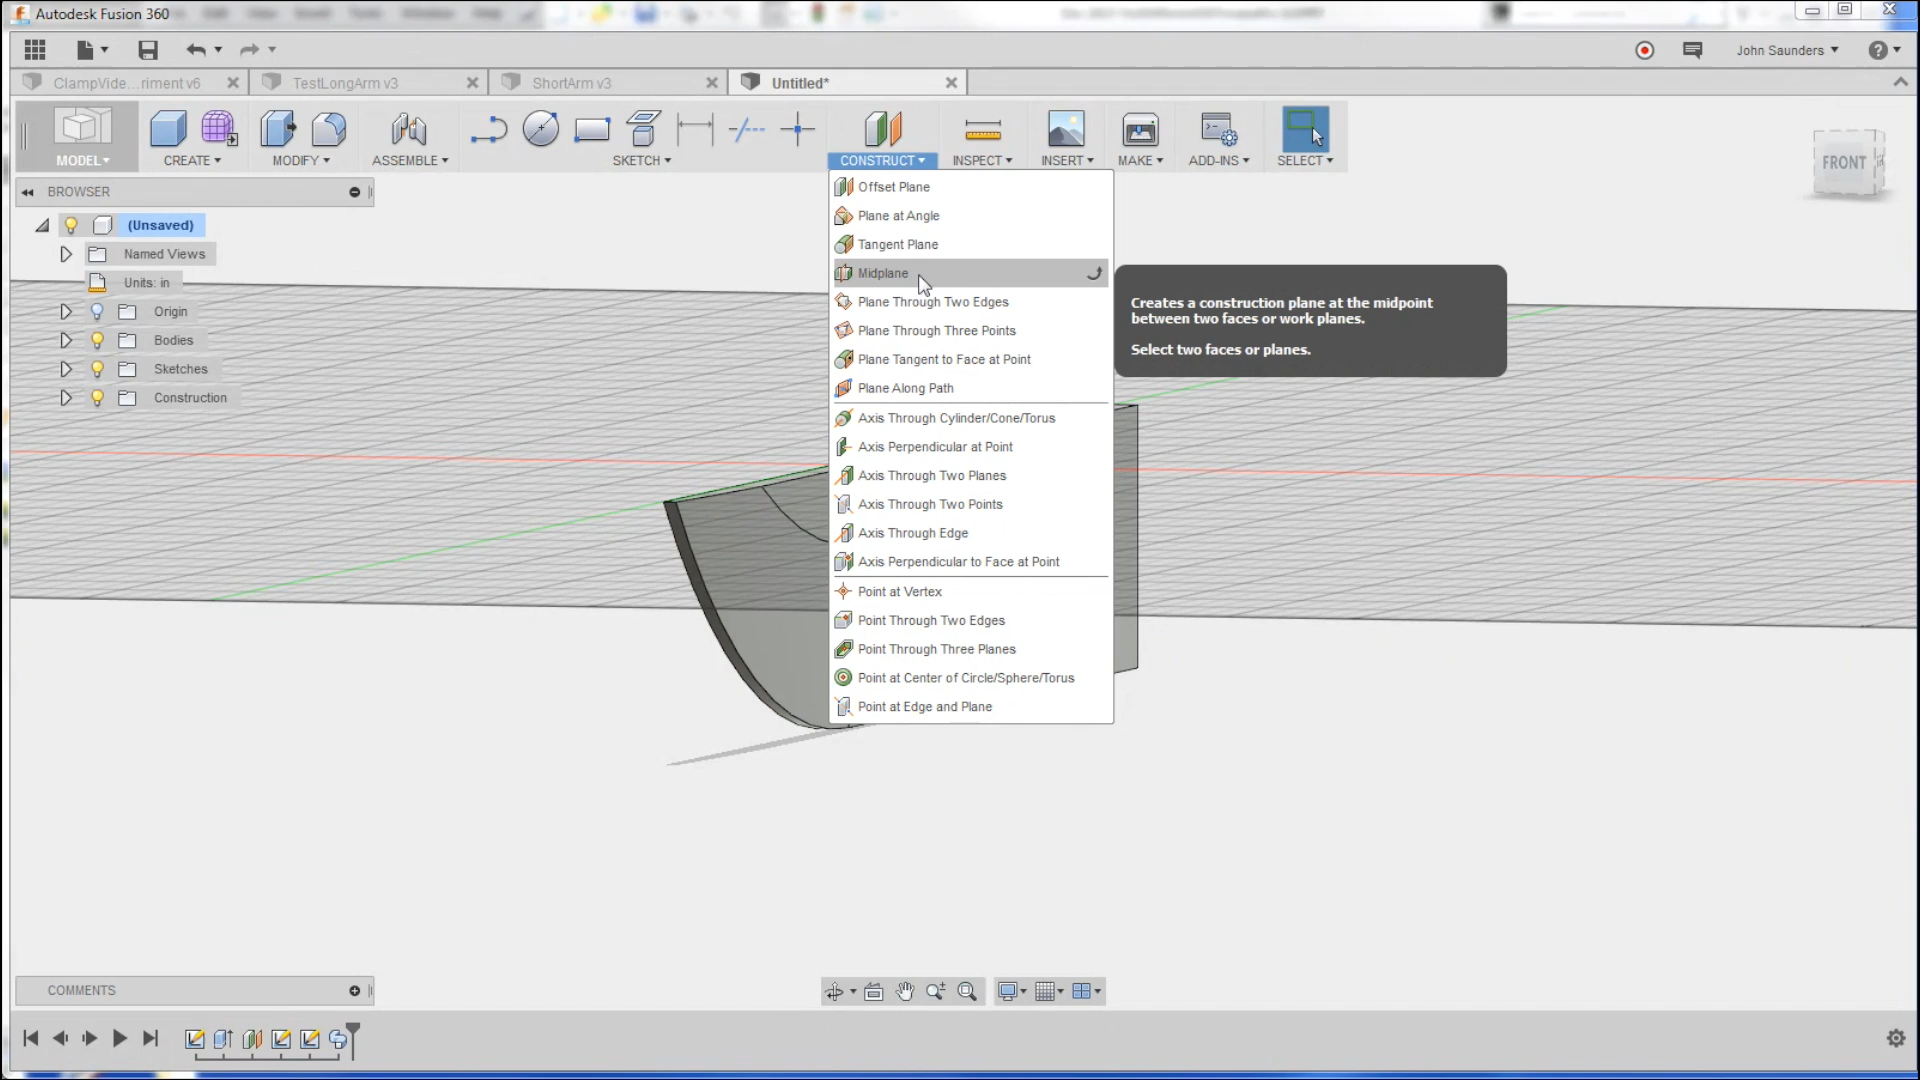 Autodesk Fusion 360
John Saunders
ClampVide...riment v6
TestLongArm v3
ShortArm v3
Untitled*
MODEL
CREATE
MODIFY
ASSEMBLE
SKETCH
CONSTRUCT
INSPECT
INSERT
MAKE
ADD-INS
SELECT
FRONT
BROWSER
(Unsaved)
Named Views
Units: in
Origin
Bodies
Sketches
Construction
Offset Plane
Plane at Angle
Tangent Plane
Midplane
Plane Through Two Edges
Plane Through Three Points
Plane Tangent to Face at Point
Plane Along Path
Axis Through Cylinder/Cone/Torus
Axis Perpendicular at Point
Axis Through Two Planes
Axis Through Two Points
Axis Through Edge
Axis Perpendicular to Face at Point
Point at Vertex
Point Through Two Edges
Point Through Three Planes
Point at Center of Circle/Sphere/Torus
Point at Edge and Plane
Creates a construction plane at the midpoint
between two faces or work planes.
Select two faces or planes.
COMMENTS